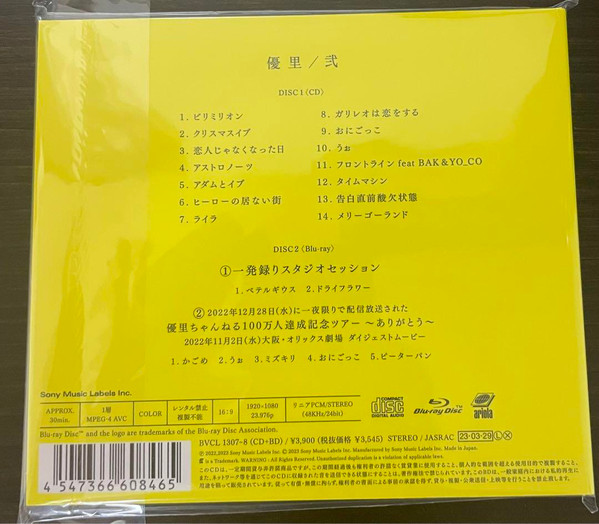 優里／弐
DISC1〈CD〉
1. ビリミリオン
2. クリスマスイブ
3. 恋人じゃなくなった日
4. アストロノーツ
5. アダムとイブ
6. ヒーローの居ない街
7. ライラ
8. ガリレオは恋をする
9. おにごっこ
10. うぉ
11. フロントライン feat BAK&YO_CO
12. タイムマシン
13. 告白直前酸欠状態
14. メリーゴーランド
DISC2〈Blu-ray〉
①一発録りスタジオセッション
1. ベテルギウス 2. ドライフラワー
②2022年12月28日(水)に一夜限りで配信放送された
優里ちゃんねる100万人達成記念ツアー ～ありがとう～
2022年11月2日(水)大阪・オリックス劇場 ダイジェストムービー
1. かごめ 2. うぉ 3. ミズキリ 4. おにごっこ 5. ピーターパン
Sony Music Labels Inc.
APPROX. 30min.
1層 MPEG-4 AVC
COLOR
レンタル禁止 複製不能
16:9
1920×1080 23.976p
リニアPCM/STEREO (48KHz/24bit)
COMPACT disc DIGITAL AUDIO
Blu-ray Disc
ariola
Blu-ray Disc™ and the logo are trademarks of the Blu-ray Disc Association.
BVCL 1307-8 (CD+BD) / ¥3,900 (税抜価格 ¥3,545) STEREO / JASRAC 23・03・29 L
4 547366 608465